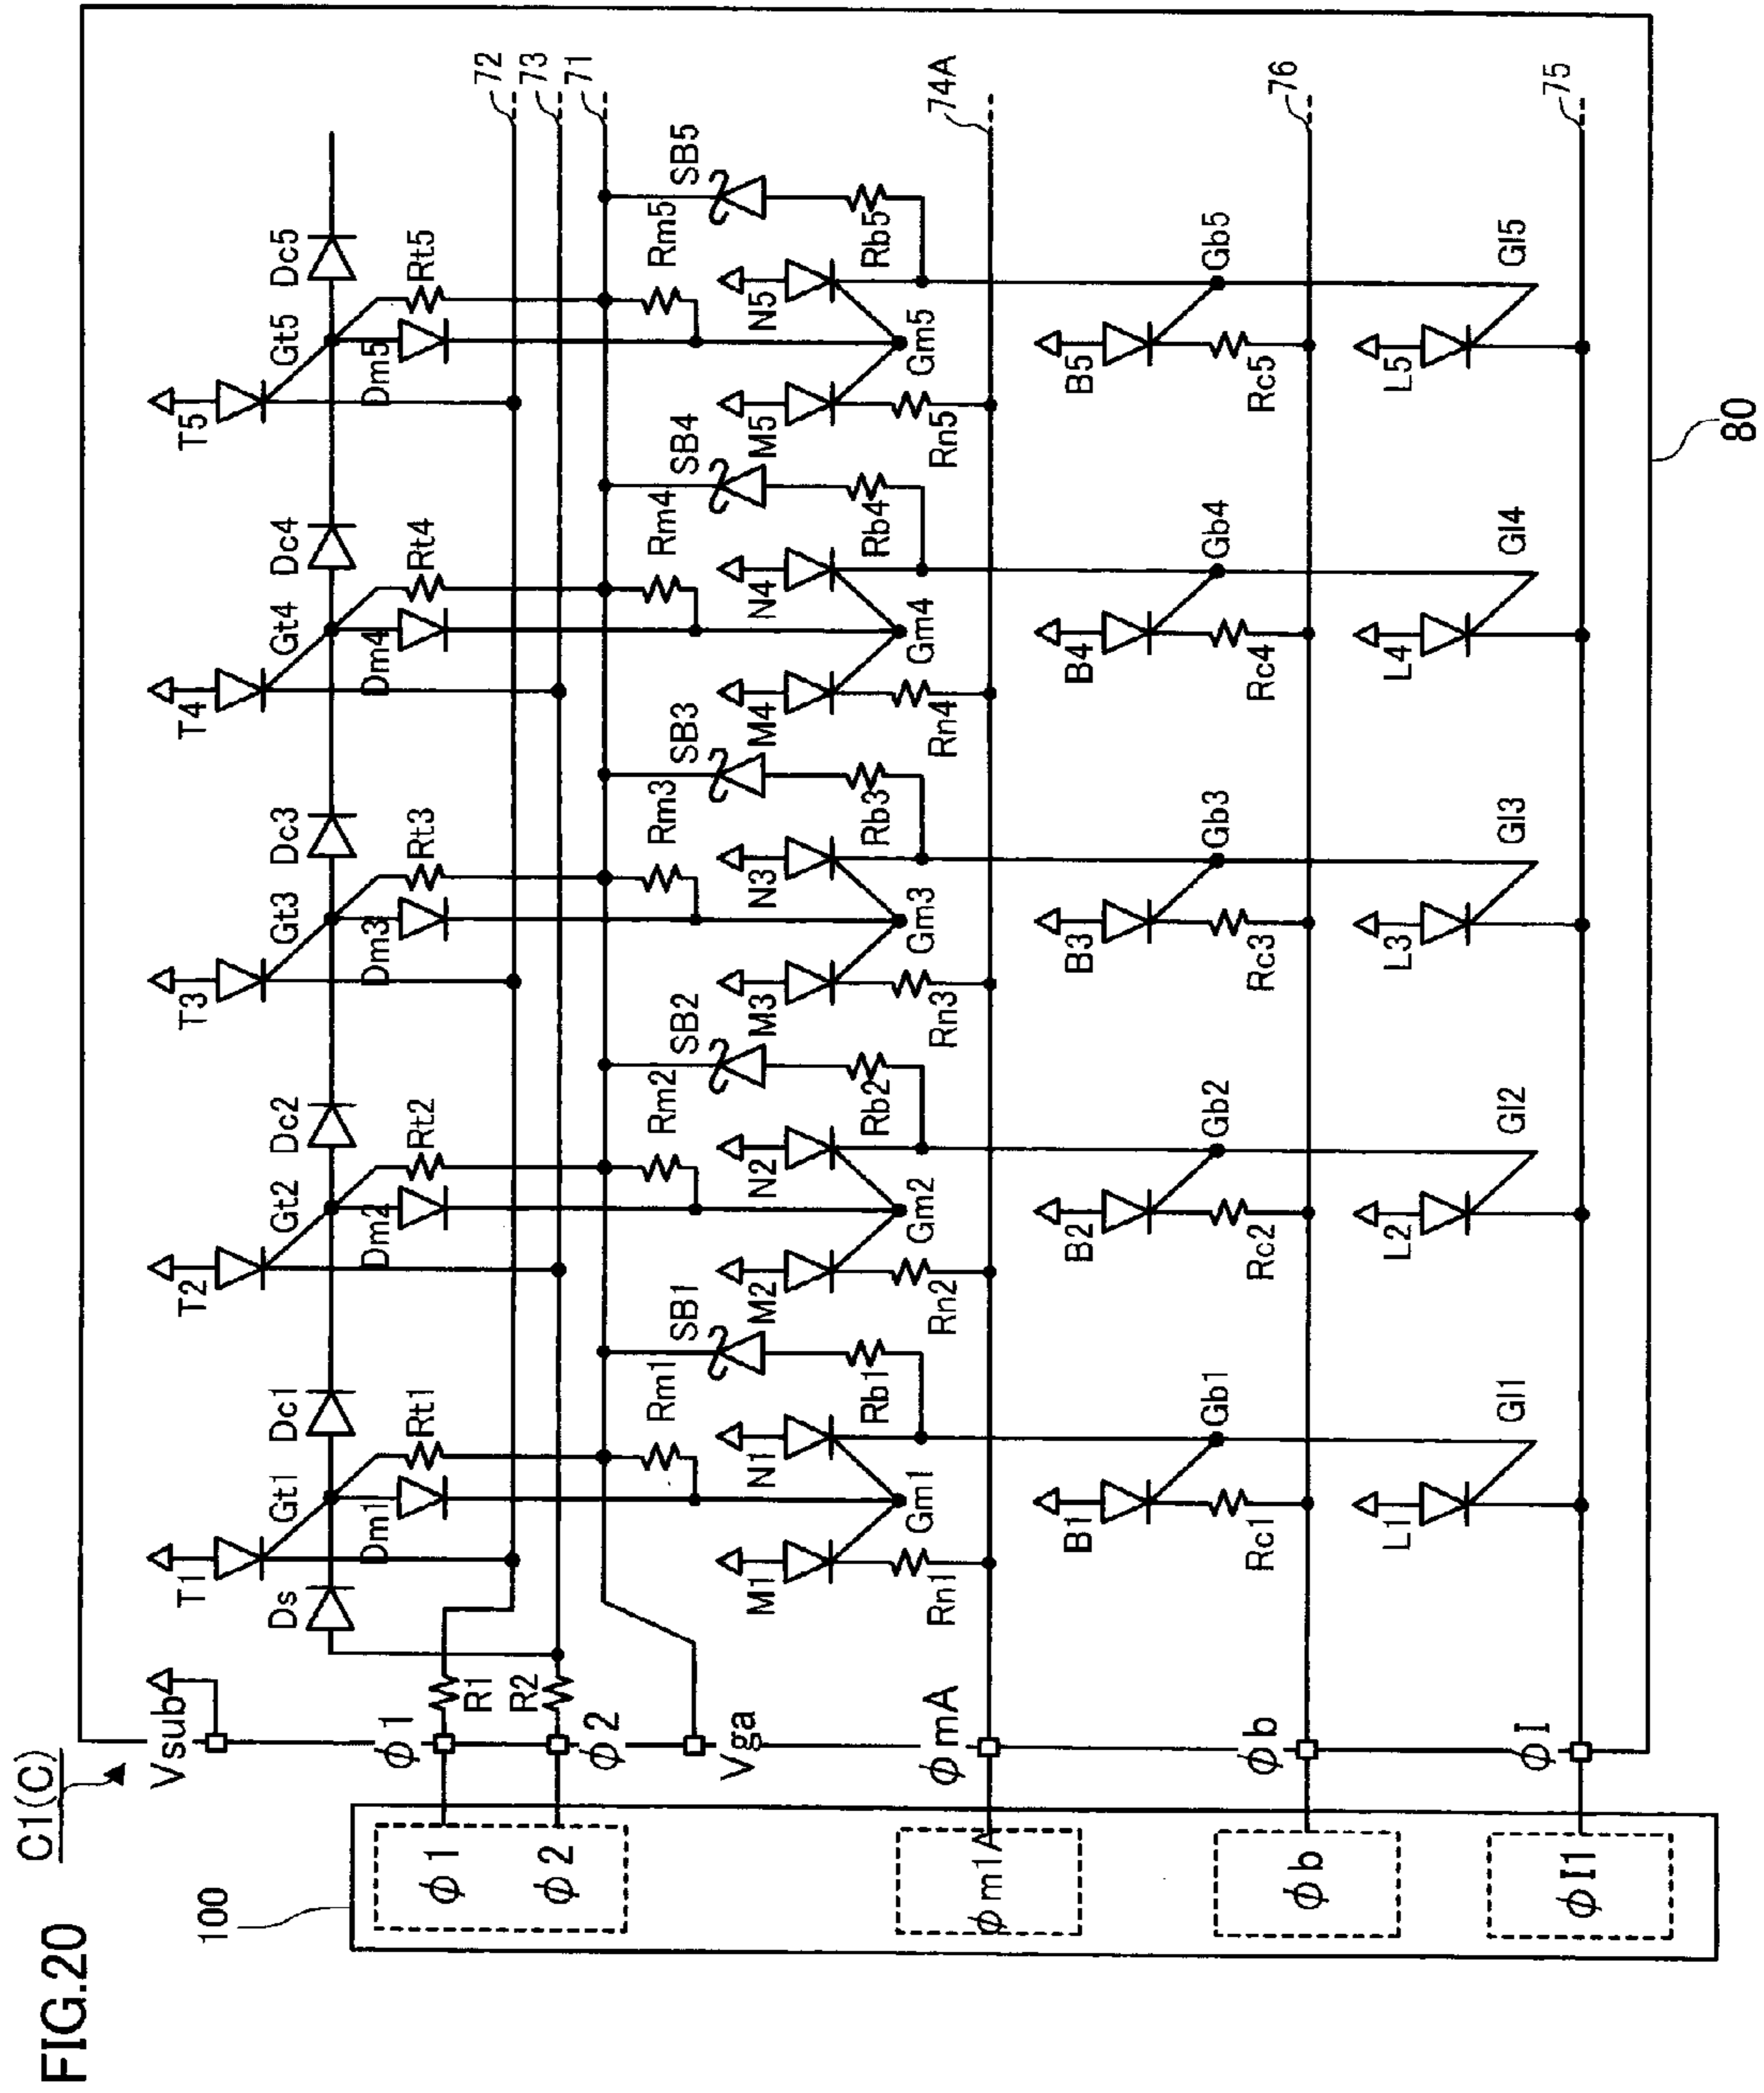 FIG.20
C1(C)
100
80
Vsub
φ1
φ2
Vga
φmA
φb
φI
φ1
φ2
φm1A
φb
φI1
R1
R2
72
73
71
74A
76
75
Ds
T1
T2
T3
T4
T5
Gt1
Gt2
Gt3
Gt4
Gt5
Dc1
Dc2
Dc3
Dc4
Dc5
Dm1
Dm2
Dm3
Dm4
Dm5
Rt1
Rt2
Rt3
Rt4
Rt5
Rm1
Rm2
Rm3
Rm4
Rm5
SB1
SB2
SB3
SB4
SB5
M1
N1
M2
N2
M3
N3
M4
N4
M5
N5
Rb1
Rb2
Rb3
Rb4
Rb5
Rn1
Gm1
Rn2
Gm2
Rn3
Gm3
Rn4
Gm4
Rn5
Gm5
B1
B2
B3
B4
B5
Gb1
Gb2
Gb3
Gb4
Gb5
Rc1
Rc2
Rc3
Rc4
Rc5
L1
L2
L3
L4
L5
Gl1
Gl2
Gl3
Gl4
Gl5